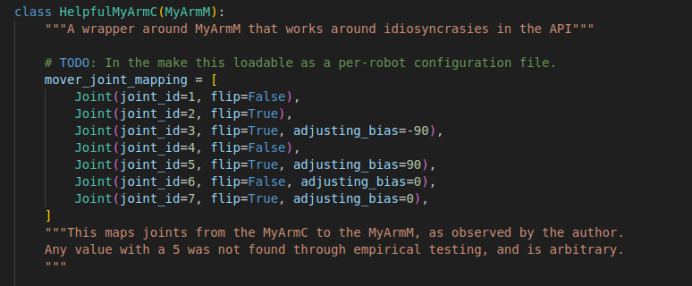 class HelpfulMyArmC(MyArmM):
    """A wrapper around MyArmM that works around idiosyncrasies in the API"""
    # TODO: In the make this loadable as a per-robot configuration file.
    mover_joint_mapping = [
        Joint(joint_id=1, flip=False),
        Joint(joint_id=2, flip=True),
        Joint(joint_id=3, flip=True, adjusting_bias=-90),
        Joint(joint_id=4, flip=False),
        Joint(joint_id=5, flip=True, adjusting_bias=90),
        Joint(joint_id=6, flip=False, adjusting_bias=0),
        Joint(joint_id=7, flip=True, adjusting_bias=0),
    ]
    """This maps joints from the MyArmC to the MyArmM, as observed by the author.
    Any value with a 5 was not found through empirical testing, and is arbitrary.
    """